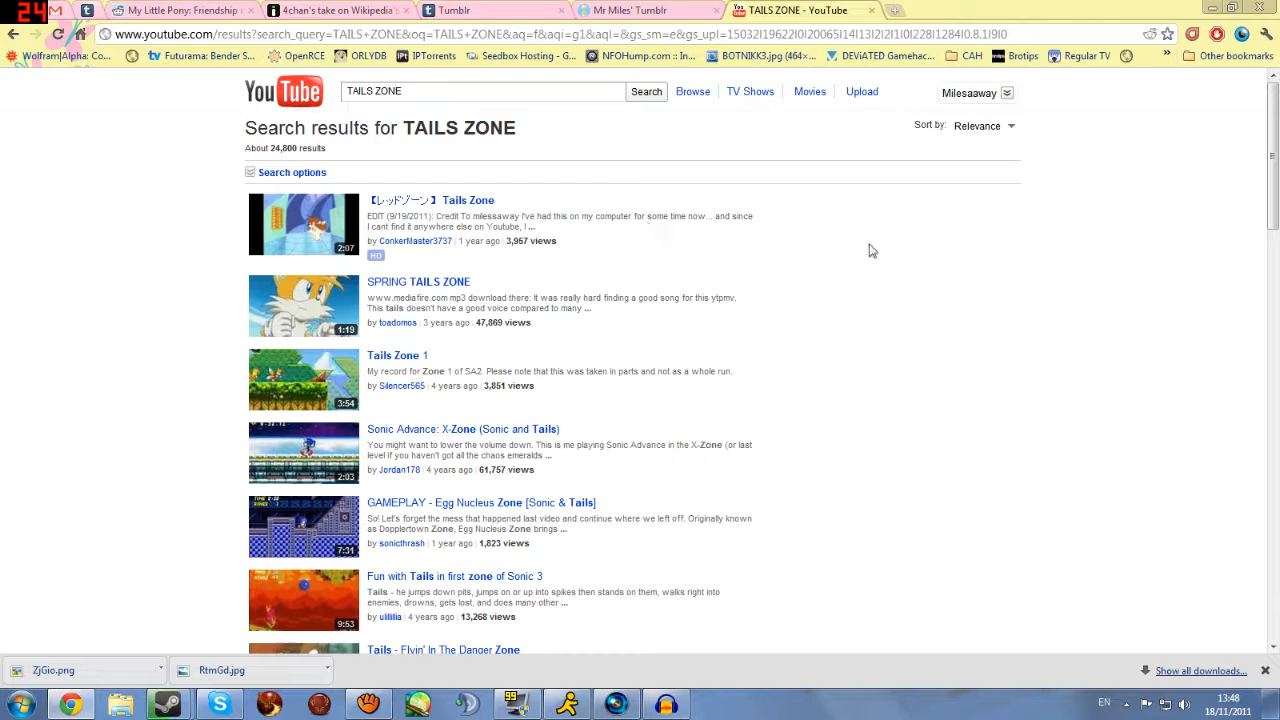 24
My Little Pony: Friendship i
4chan's take on Wikipedia's
Tumblr
Mr Miles' Tumblr
TAILS ZONE - YouTube
www.youtube.com/results?search_query=TAILS+ZONE&oq=TAILS+ZONE&aq=f&aqi=g1&aql=&gs_sm=e&gs_upl=15032l19622l0l20065l14l13l2l2l1l0l228l1284l0.8.1l9l0
Wolfram|Alpha: Co...
Futurama: Bender S...
OpenRCE
ORLYDB
IPTorrents
Seedbox Hosting - G...
NFOHump.com :: In...
BOTNIKK3.jpg (464×...
DEViATED Gamehac...
CAH
Brotips
Regular TV
Other bookmarks
YouTube
TAILS ZONE
Search
Browse
TV Shows
Movies
Upload
Milesaaway
Search results for TAILS ZONE
Sort by: Relevance
About 24,800 results
Search options
【レッドゾーン】 Tails Zone
EDIT (9/19/2011): Credit To milessaway I've had this on my computer for some time now... and since
I cant find it anywhere else on Youtube, I ...
2:07
by ConkerMaster3737 | 1 year ago | 3,957 views
HD
SPRING TAILS ZONE
www.mediafire.com mp3 download there: It was really hard finding a good song for this ytpmv.
This tails doesn't have a good voice compared to many ...
by toadomos | 3 years ago | 47,869 views
1:19
Tails Zone 1
My record for Zone 1 of SA2. Please note that this was taken in parts and not as a whole run.
by Silencer565 | 4 years ago | 3,851 views
3:54
Sonic Advance: X-Zone (Sonic and Tails)
You might want to lower the volume down. This is me playing Sonic Advance in the X-Zone (or last
level if you haven't got all the chaos emeralds ...
by Jordan178 | 4 years ago | 61,757 views
2:03
GAMEPLAY - Egg Nucleus Zone [Sonic & Tails]
So! Let's forget the mess that happened last video and continue where we left off. Originally known
as Dopplertown Zone, Egg Nucleus Zone brings ...
by sonicthrash | 1 year ago | 1,823 views
7:31
Fun with Tails in first zone of Sonic 3
Tails - he jumps down pits, jumps on or up into spikes then stands on them, walks right into
enemies, drowns, gets lost, and does many other ...
by ulillillia | 4 years ago | 13,268 views
9:53
Tails - Flyin' In The Danger Zone
ZjGio.png
RtmGd.jpg
Show all downloads...
EN
13:48
18/11/2011